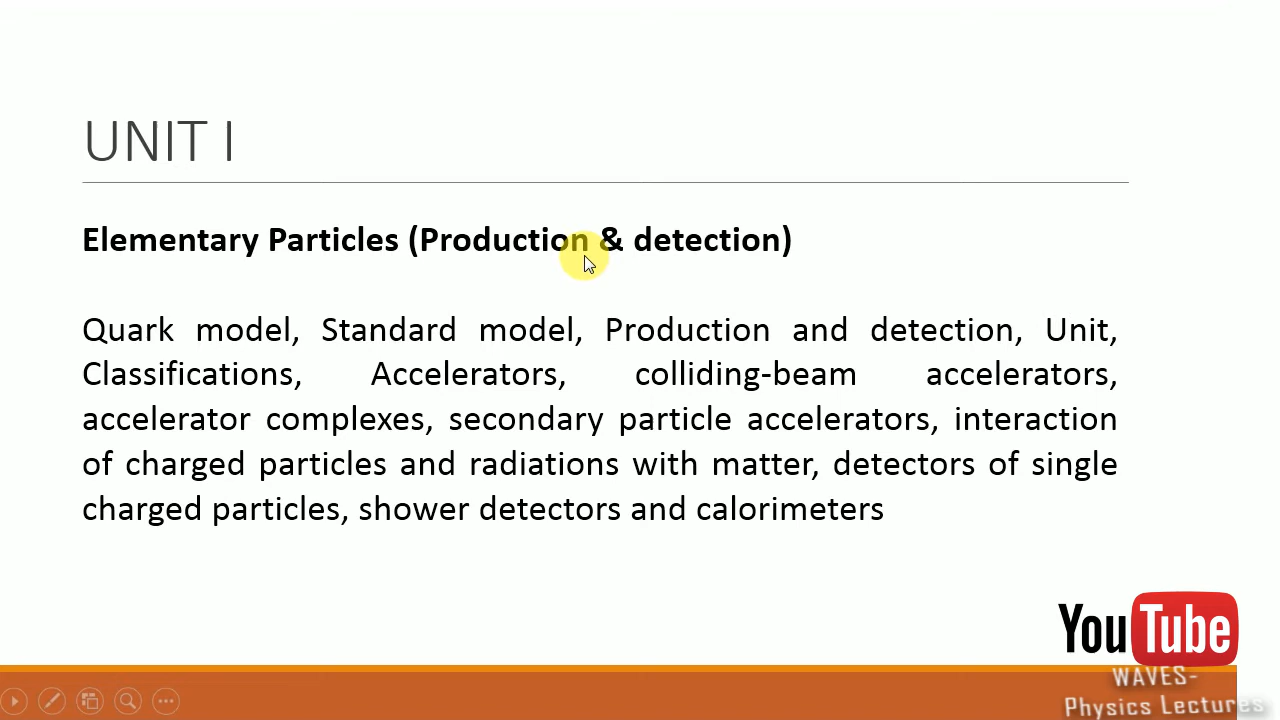 UNIT I
Elementary Particles (Production & detection)
Quark model, Standard model, Production and detection, Unit,
Classifications, Accelerators, colliding-beam accelerators,
accelerator complexes, secondary particle accelerators, interaction
of charged particles and radiations with matter, detectors of single
charged particles, shower detectors and calorimeters
YouTube
WAVES-
Physics Lectures